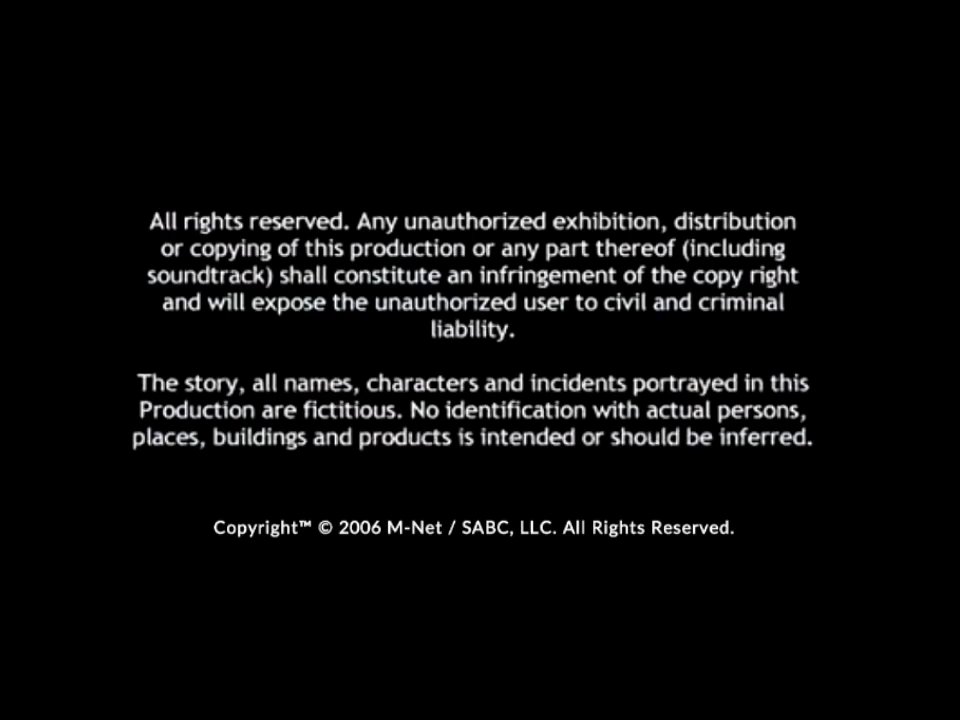 All rights reserved. Any unauthorized exhibition, distribution
or copying of this production or any part thereof (including
soundtrack) shall constitute an infringement of the copy right
and will expose the unauthorized user to civil and criminal
liability.
The story, all names, characters and incidents portrayed in this
Production are fictitious. No identification with actual persons,
places, buildings and products is intended or should be inferred.
Copyright™ © 2006 M-Net / SABC, LLC. All Rights Reserved.